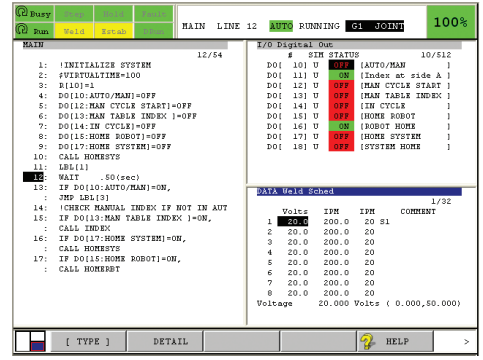 Busy Step Hold Fault
Run Weld Estab Dsbn
MAIN LINE 12 AUTO RUNNING G1 JOINT 100%
MAIN
12/54
1: !INITIALIZE SYSTEM
2: $VIRTUALTIME=100
3: R[10]=1
4: DO[10:AUTO/MAN]=OFF
5: DO[12:MAN CYCLE START]=OFF
6: DO[13:MAN TABLE INDEX ]=OFF
7: DO[14:IN CYCLE]=OFF
8: DO[15:HOME ROBOT]=OFF
9: DO[17:HOME SYSTEM]=OFF
10: CALL HOMESYS
11: LBL[1]
12: WAIT .50(sec)
13: IF DO[10:AUTO/MAN]=ON,
: JMP LBL[3]
14: !CHECK MANUAL INDEX IF NOT IN AUT
15: IF DO[13:MAN TABLE INDEX ]=ON,
: CALL INDEX
16: IF DO[17:HOME SYSTEM]=ON,
: CALL HOMESYS
17: IF DO[15:HOME ROBOT]=ON,
: CALL HOMERBT
I/O Digital Out
# SIM STATUS 10/512
DO[ 10] U OFF [AUTO/MAN ]
DO[ 11] U ON [Index at side A ]
DO[ 12] U OFF [MAN CYCLE START ]
DO[ 13] U OFF [MAN TABLE INDEX ]
DO[ 14] U OFF [IN CYCLE ]
DO[ 15] U OFF [HOME ROBOT ]
DO[ 16] U ON [ROBOT HOME ]
DO[ 17] U OFF [HOME SYSTEM ]
DO[ 18] U OFF [SYSTEM HOME ]
DATA Weld Sched
1/32
Volts IPM IPM COMMENT
1 20.0 200.0 20 S1
2 20.0 200.0 20
3 20.0 200.0 20
4 20.0 200.0 20
5 20.0 200.0 20
6 20.0 200.0 20
7 20.0 200.0 20
8 20.0 200.0 20
Voltage 20.000 Volts ( 0.000,50.000)
[ TYPE ] DETAIL HELP >